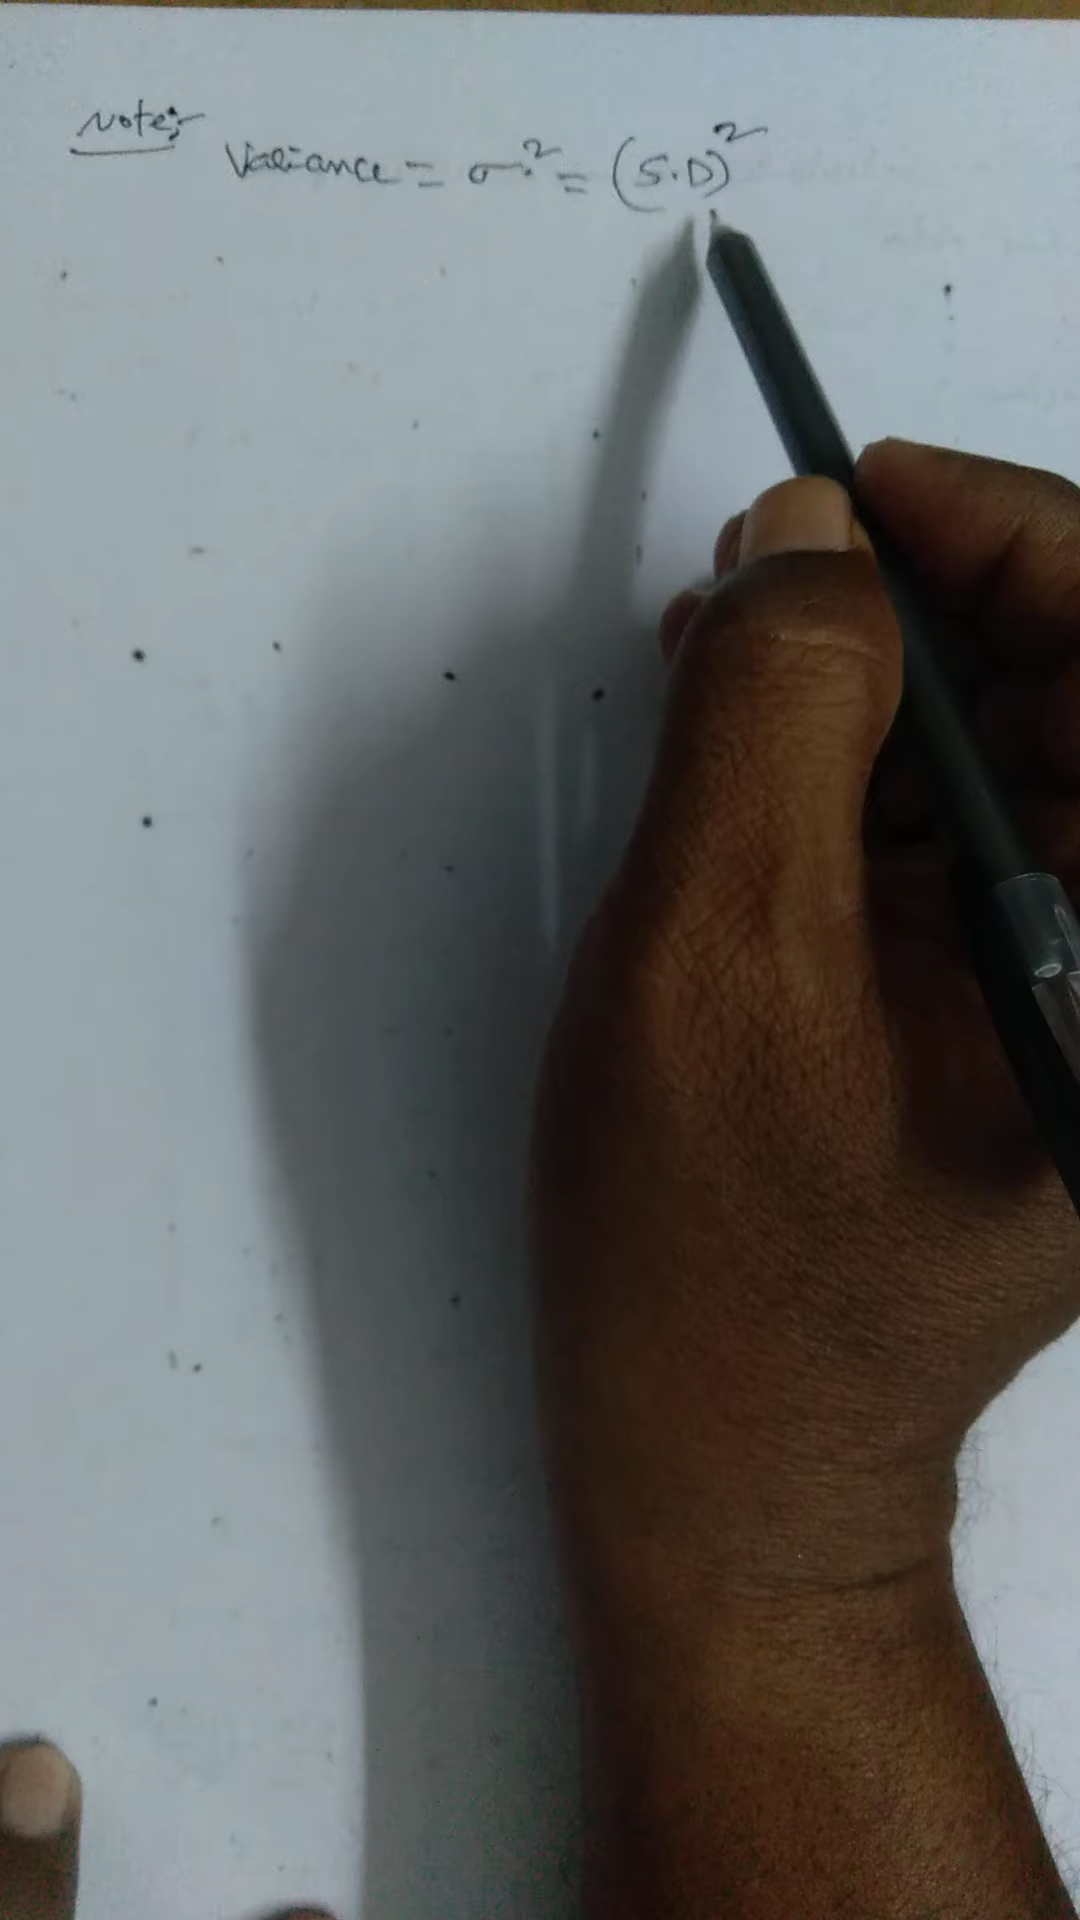 Note:-
Variance = σ² = (S.D)²